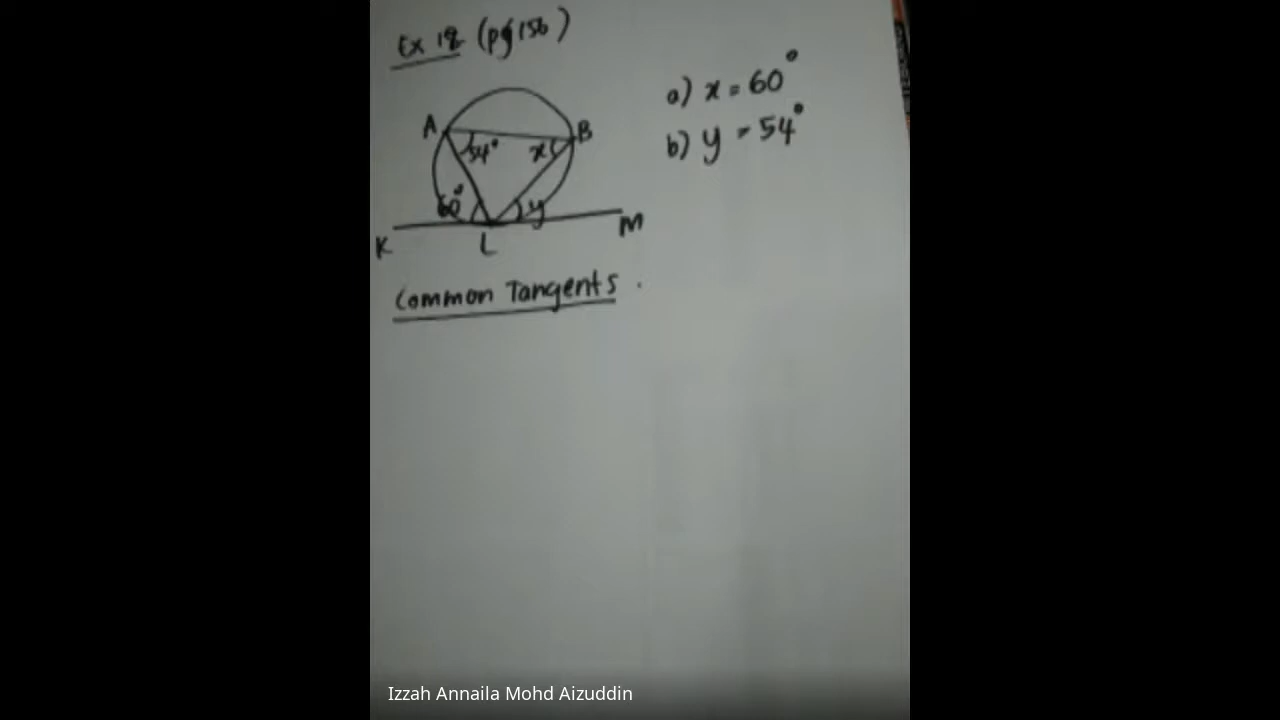 Ex 18 (pg 156)
a) x = 60°
b) y = 54°
A
B
54°
x
60°
y
K
L
M
Common Tangents.
Izzah Annaila Mohd Aizuddin